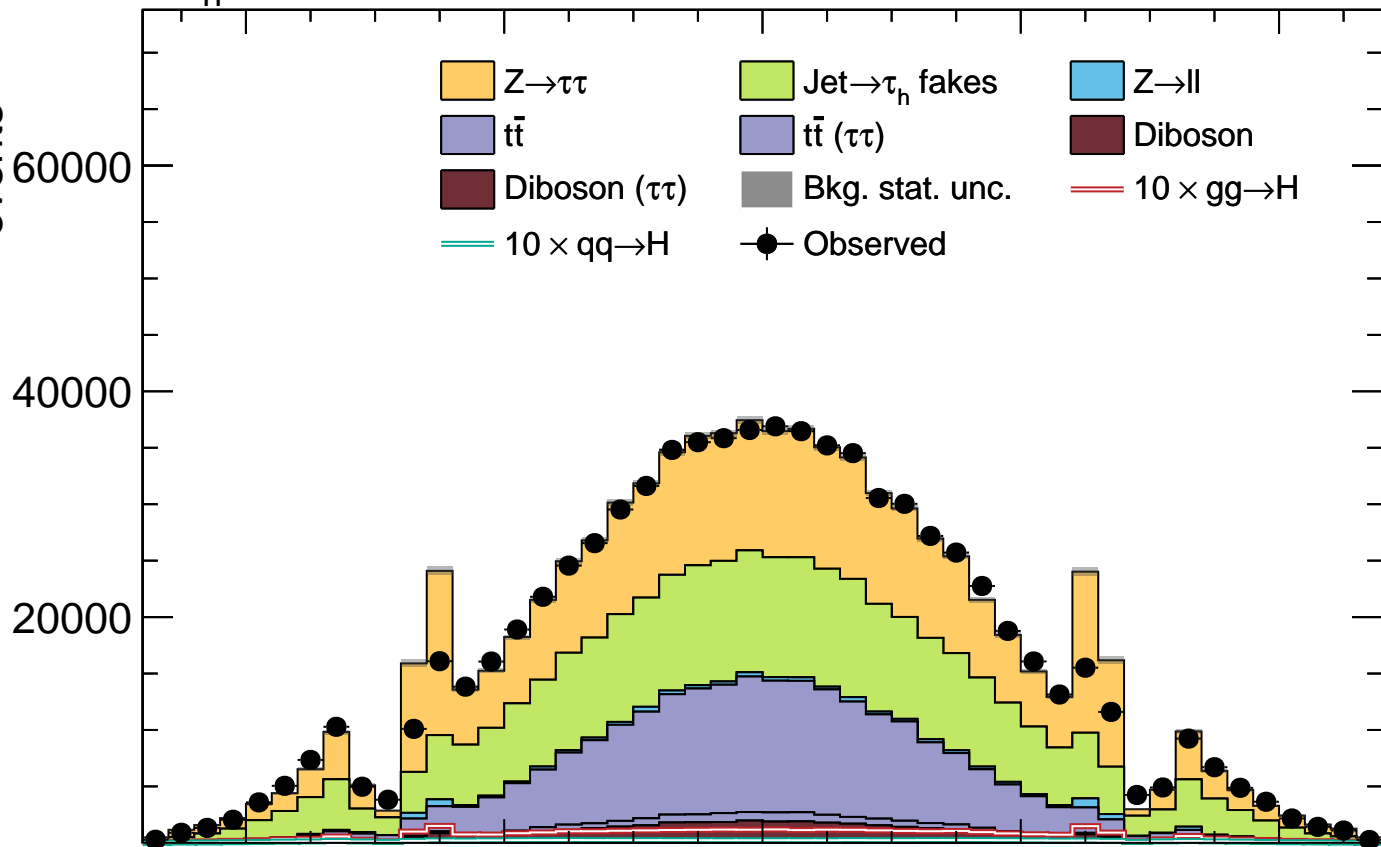 Z→ττ Jet→τₕ fakes Z→ll
tt̄ tt̄ (ττ) Diboson
Diboson (ττ) Bkg. stat. unc. 10 × gg→H
10 × qq→H Observed
60000
40000
20000